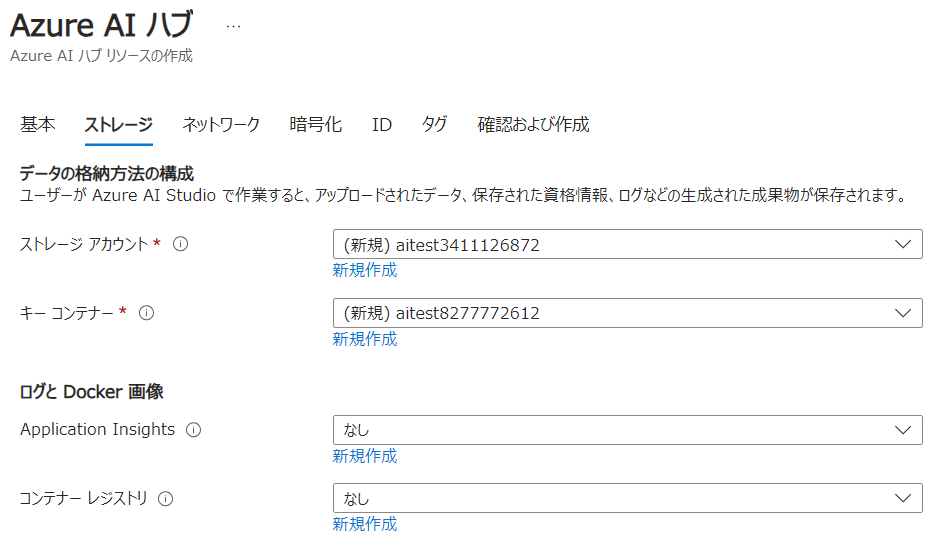 Azure AI ハブ …
Azure AI ハブ リソースの作成
基本 ストレージ ネットワーク 暗号化 ID タグ 確認および作成
データの格納方法の構成
ユーザーが Azure AI Studio で作業すると、アップロードされたデータ、保存された資格情報、ログなどの生成された成果物が保存されます。
ストレージ アカウント * (新規) aitest3411126872
新規作成
キー コンテナー * (新規) aitest8277772612
新規作成
ログと Docker 画像
Application Insights なし
新規作成
コンテナー レジストリ なし
新規作成